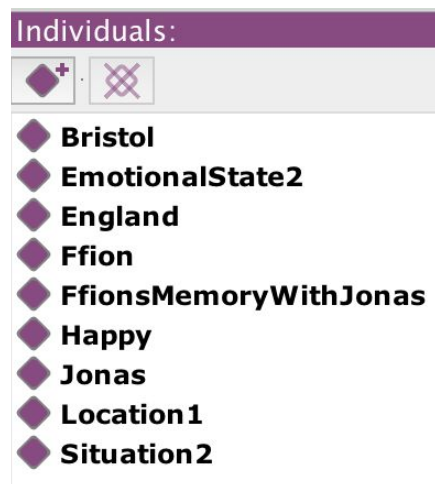 Individuals:
Bristol
EmotionalState2
England
Ffion
FfionsMemoryWithJonas
Happy
Jonas
Location1
Situation2